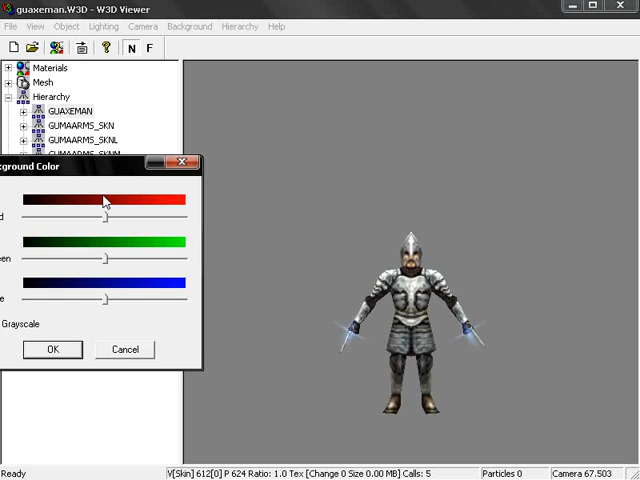 guaxeman.W3D - W3D Viewer
File View Object Lighting Camera Background Hierarchy Help
N F
Materials
Mesh
Hierarchy
GUAXEMAN
GUMAARMS_SKN
GUMAARMS_SKNL
GUMAARMS_SKNM
kground Color
d
een
e
Grayscale
OK Cancel
Ready
/[Skin] 612[0] P 624 Ratio: 1.0 Tex [Change 0 Size 0.00 MB] Calls: 5
Particles 0
Camera 67.503